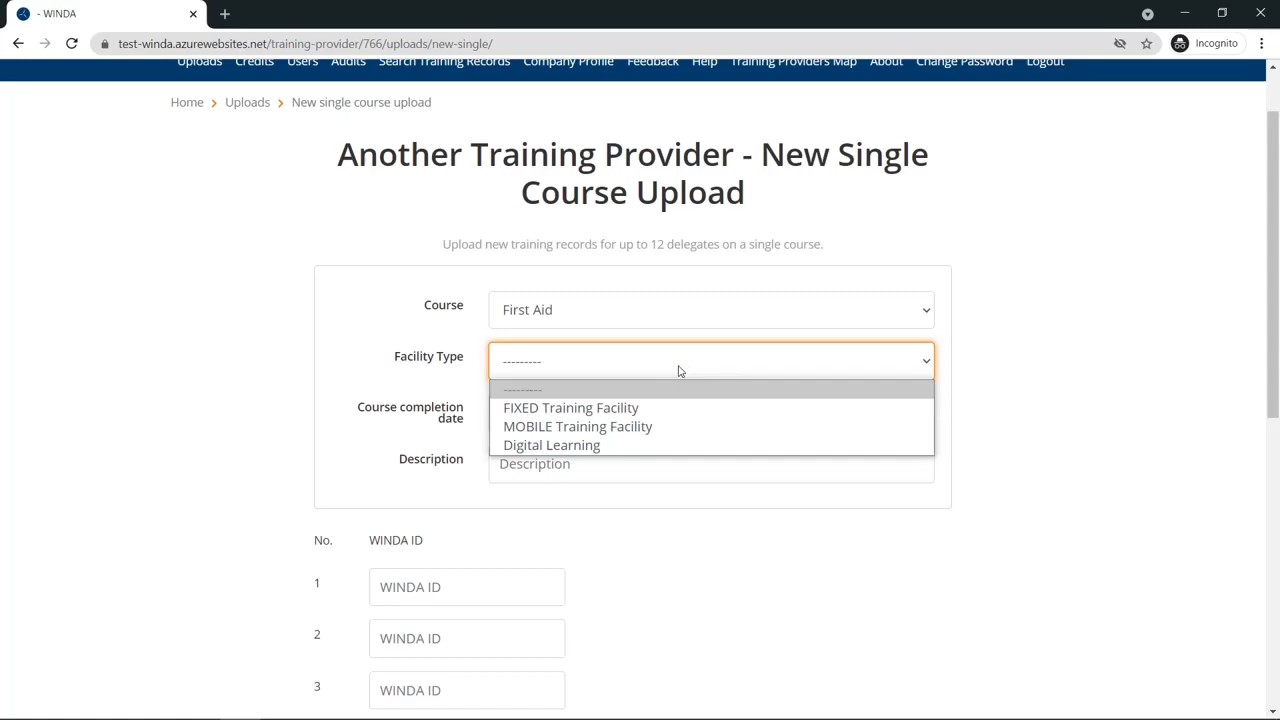 - WINDA
test-winda.azurewebsites.net/training-provider/766/uploads/new-single/
Incognito
Uploads Credits Users Audits Search Training Records Company Profile Feedback Help Training Providers Map About Change Password Logout
Home Uploads New single course upload
Another Training Provider - New Single
Course Upload
Upload new training records for up to 12 delegates on a single course.
Course
First Aid
Facility Type
---------
---------
FIXED Training Facility
MOBILE Training Facility
Digital Learning
Course completion
date
Description
Description
No. WINDA ID
1 WINDA ID
2 WINDA ID
3 WINDA ID